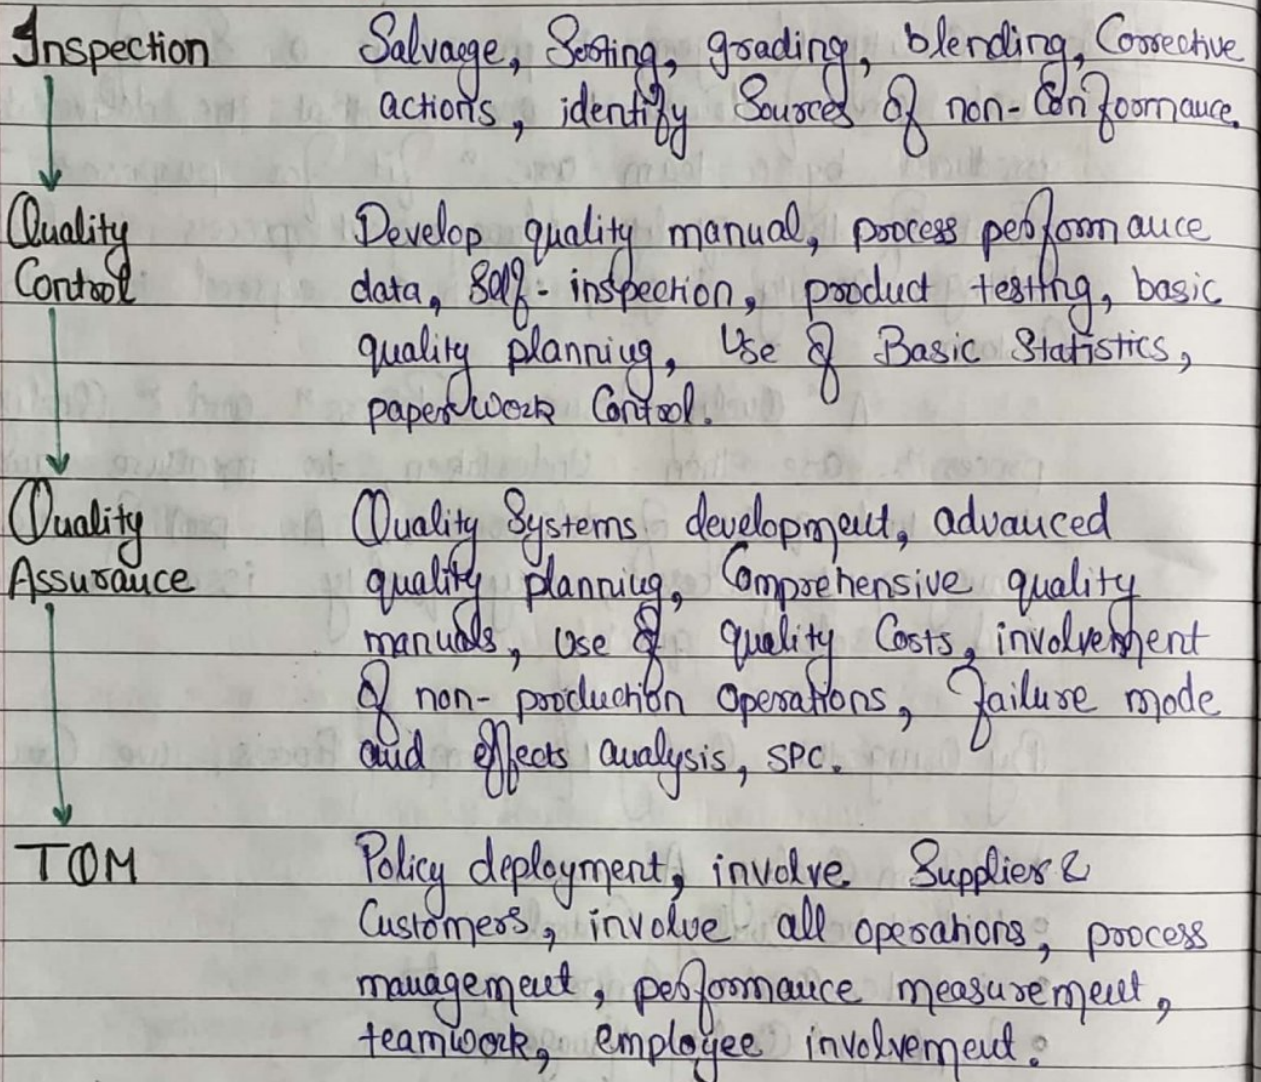 Inspection
Salvage, Sorting, grading, blending, Corrective
actions, identify Sources of non-Conformance.
Quality
Control
Develop quality manual, process performance
data, Self-inspection, product testing, basic
quality planning, Use of Basic Statistics,
paperwork Control.
Quality
Assurance
Quality Systems development, advanced
quality planning, Comprehensive quality
manuals, Use of quality Costs, involvement
of non-production operations, failure mode
and effects analysis, SPC.
TQM
Policy deployment, involve Supplier &
Customers, involve all operations, process
management, performance measurement,
teamwork, employee involvement.